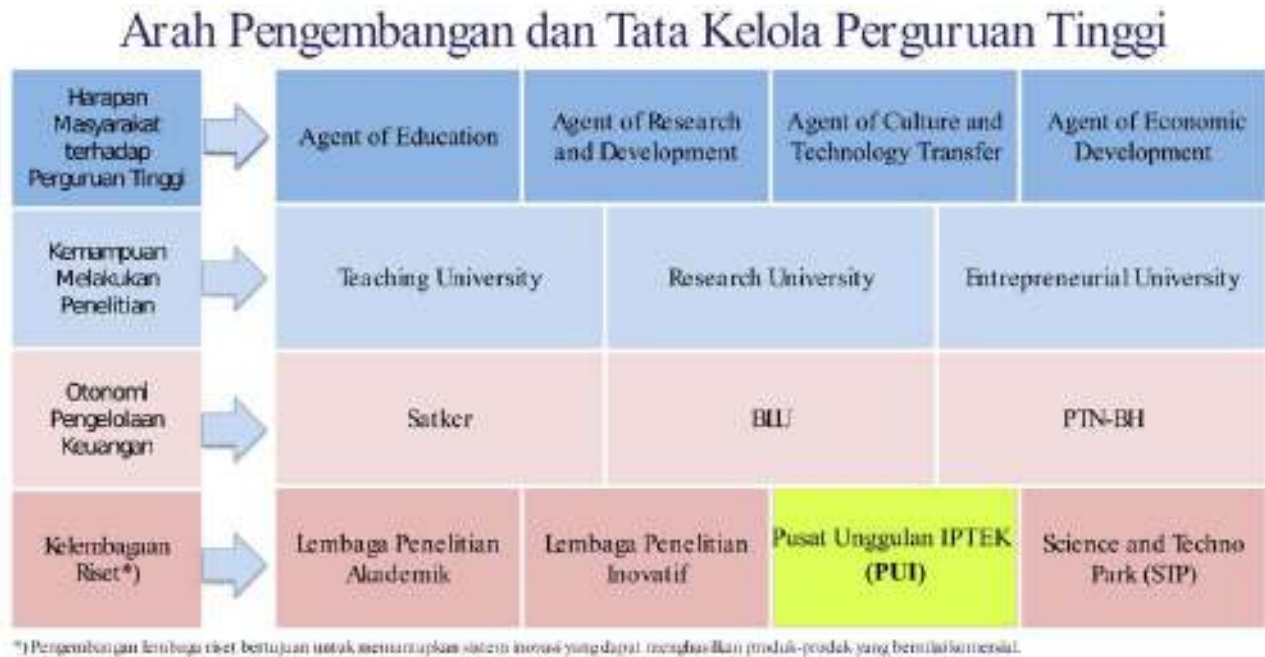 Arah Pengembangan dan Tata Kelola Perguruan Tinggi
Harapan
Masyarakat
terhadap
Perguruan Tinggi
Agent of Education
Agent of Research
and Development
Agent of Culture and
Technology Transfer
Agent of Economic
Development
Kemampuan
Melakukan
Penelitian
Teaching University
Research University
Entrepreneurial University
Otonomi
Pengelolaan
Keuangan
Satker
BLU
PTN-BH
Kelembagaan
Riset*)
Lembaga Penelitian
Akademik
Lembaga Penelitian
Inovatif
Pusat Unggulan IPTEK
(PUI)
Science and Techno
Park (STP)
*) Pengembangan lembaga riset bertujuan untuk memantapkan sistem inovasi yang dapat menghasilkan produk-produk yang bernilai komersial.